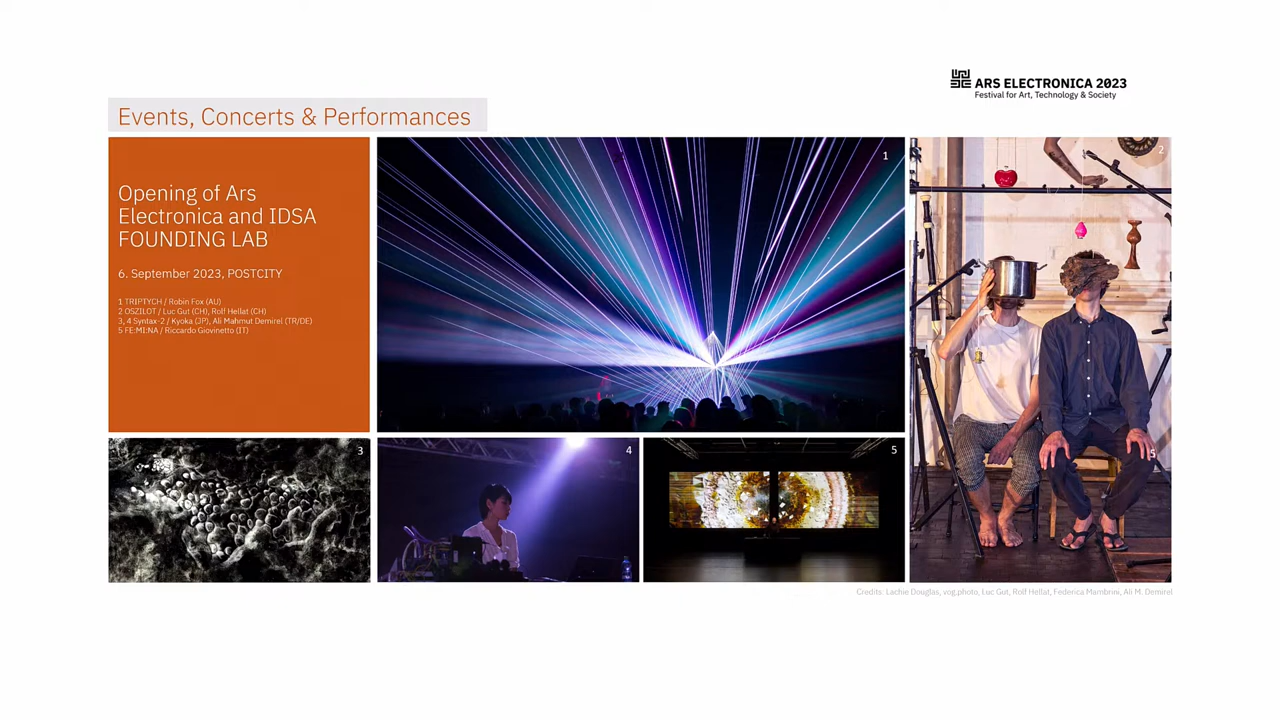 ARS ELECTRONICA 2023
Festival for Art, Technology & Society
Events, Concerts & Performances
Opening of Ars
Electronica and IDSA
FOUNDING LAB
6. September 2023, POSTCITY
1 TRIPTYCH / Robin Fox (AU)
2 OSZILOT / Luc Gut (CH), Rolf Hellat (CH)
3, 4 Syntax-2 / Kyoka (JP), Ali Mahmut Demirel (TR/DE)
5 FE:MI:NA / Riccardo Giovinetto (IT)
1
2
3
4
5
5
Credits: Lachie Douglas, vog.photo, Luc Gut, Rolf Hellat, Federica Mambrini, Ali M. Demirel